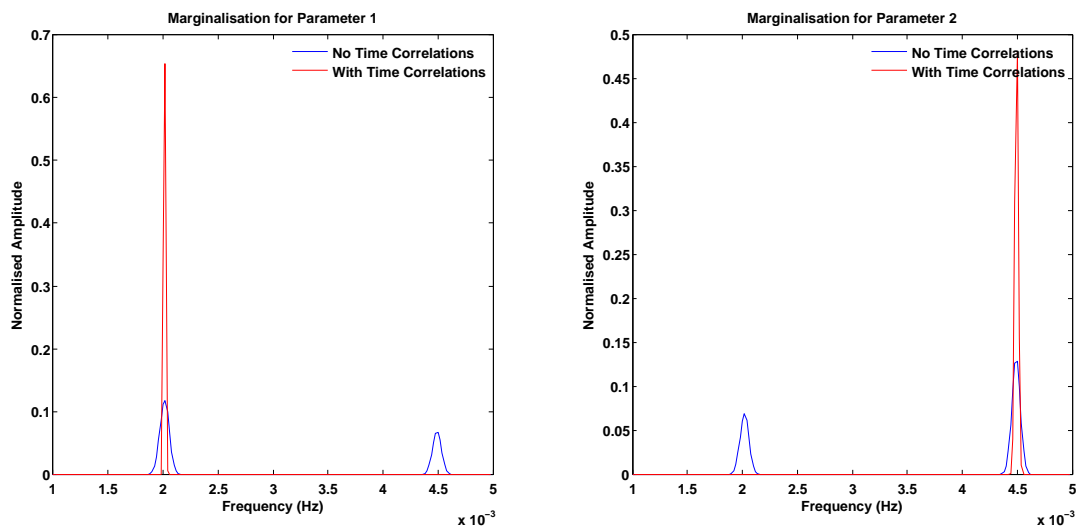 Marginalisation for Parameter 1
0.7
0.6
0.5
0.4
0.3
0.2
0.1
0
Normalised Amplitude
No Time Correlations
With Time Correlations
1 1.5 2 2.5 3 3.5 4 4.5 5
Frequency (Hz)
x 10^-3
Marginalisation for Parameter 2
0.5
0.45
0.4
0.35
0.3
0.25
0.2
0.15
0.1
0.05
0
Normalised Amplitude
No Time Correlations
With Time Correlations
1 1.5 2 2.5 3 3.5 4 4.5 5
Frequency (Hz)
x 10^-3